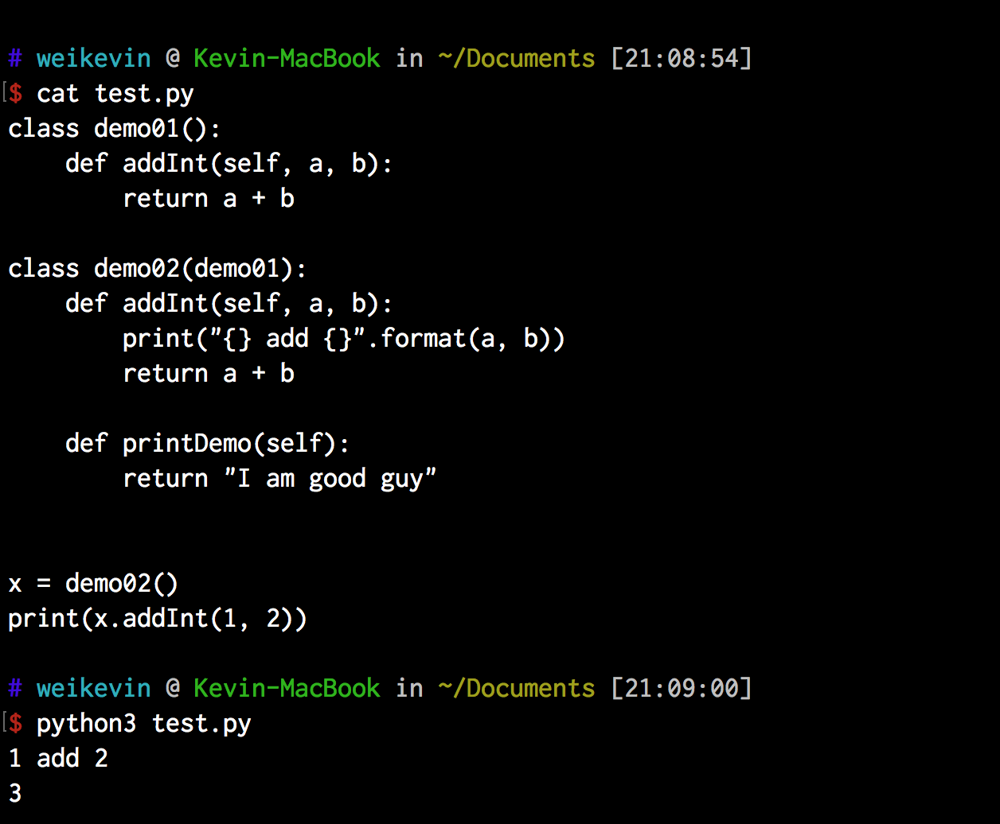 # weikevin @ Kevin-MacBook in ~/Documents [21:08:54]
[$ cat test.py
class demo01():
    def addInt(self, a, b):
        return a + b

class demo02(demo01):
    def addInt(self, a, b):
        print("{} add {}".format(a, b))
        return a + b

    def printDemo(self):
        return "I am good guy"


x = demo02()
print(x.addInt(1, 2))

# weikevin @ Kevin-MacBook in ~/Documents [21:09:00]
[$ python3 test.py
1 add 2
3